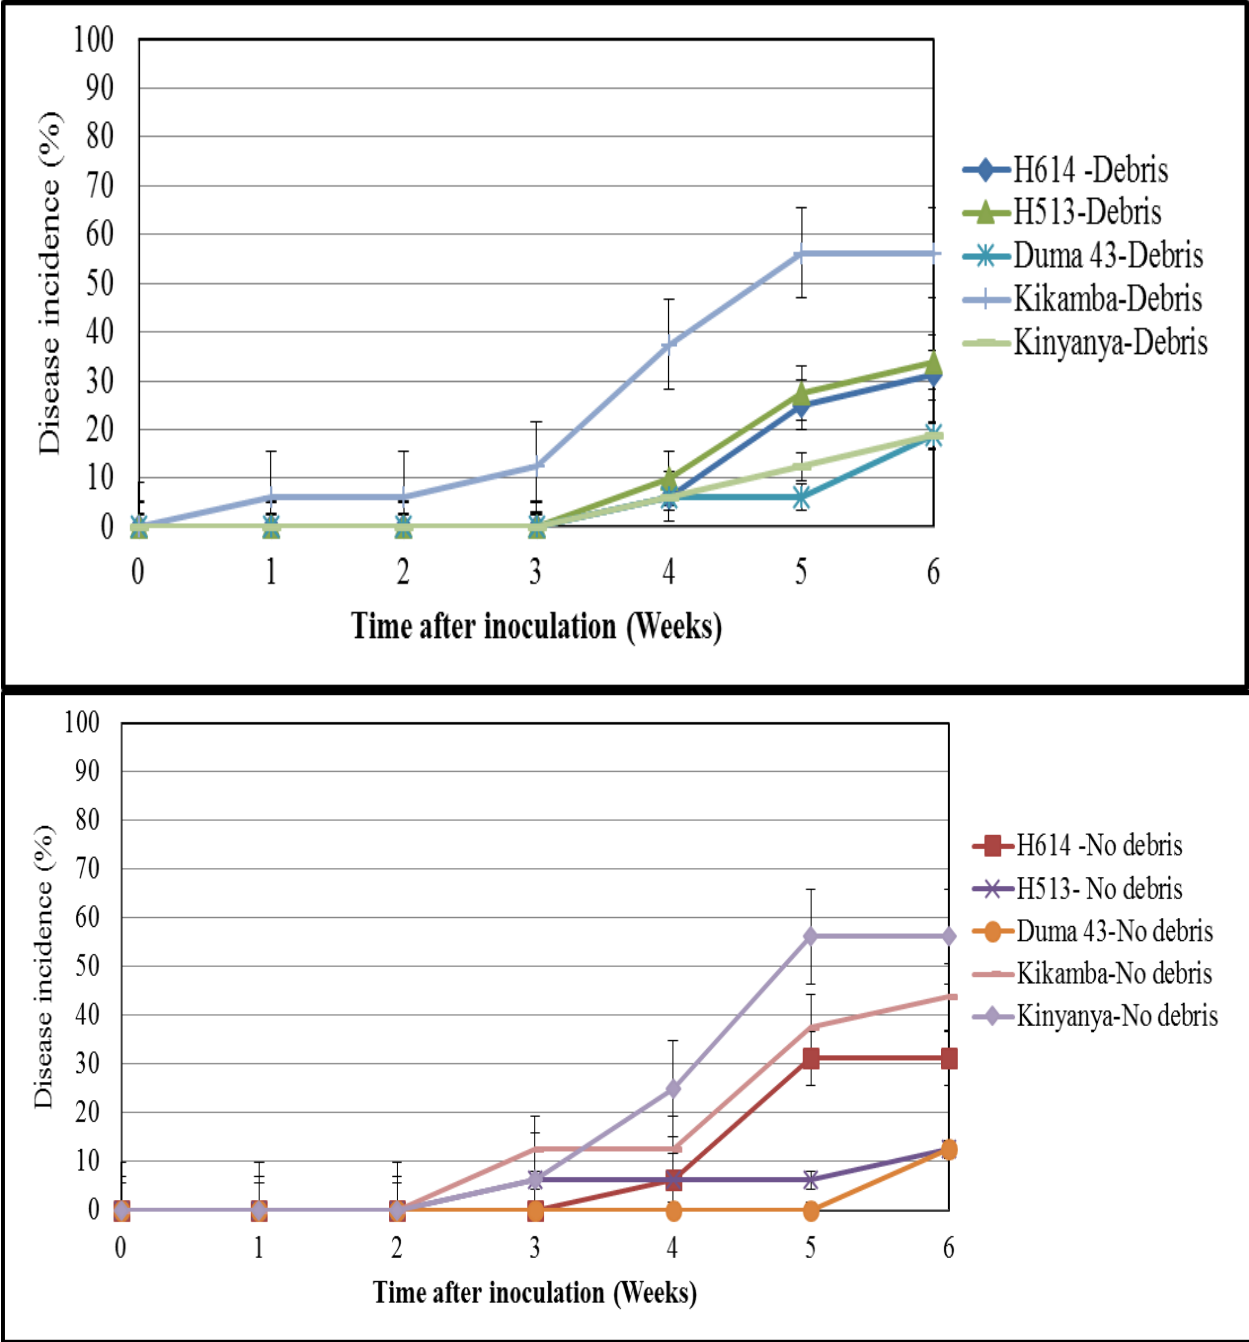 100
90
80
70
60
50
40
30
20
10
0
Disease incidence (%)
0 1 2 3 4 5 6
Time after inoculation (Weeks)
H614 -Debris
H513-Debris
Duma 43-Debris
Kikamba-Debris
Kinyanya-Debris
100
90
80
70
60
50
40
30
20
10
0
Disease incidence (%)
0 1 2 3 4 5 6
Time after inoculation (Weeks)
H614 -No debris
H513- No debris
Duma 43-No debris
Kikamba-No debris
Kinyanya-No debris